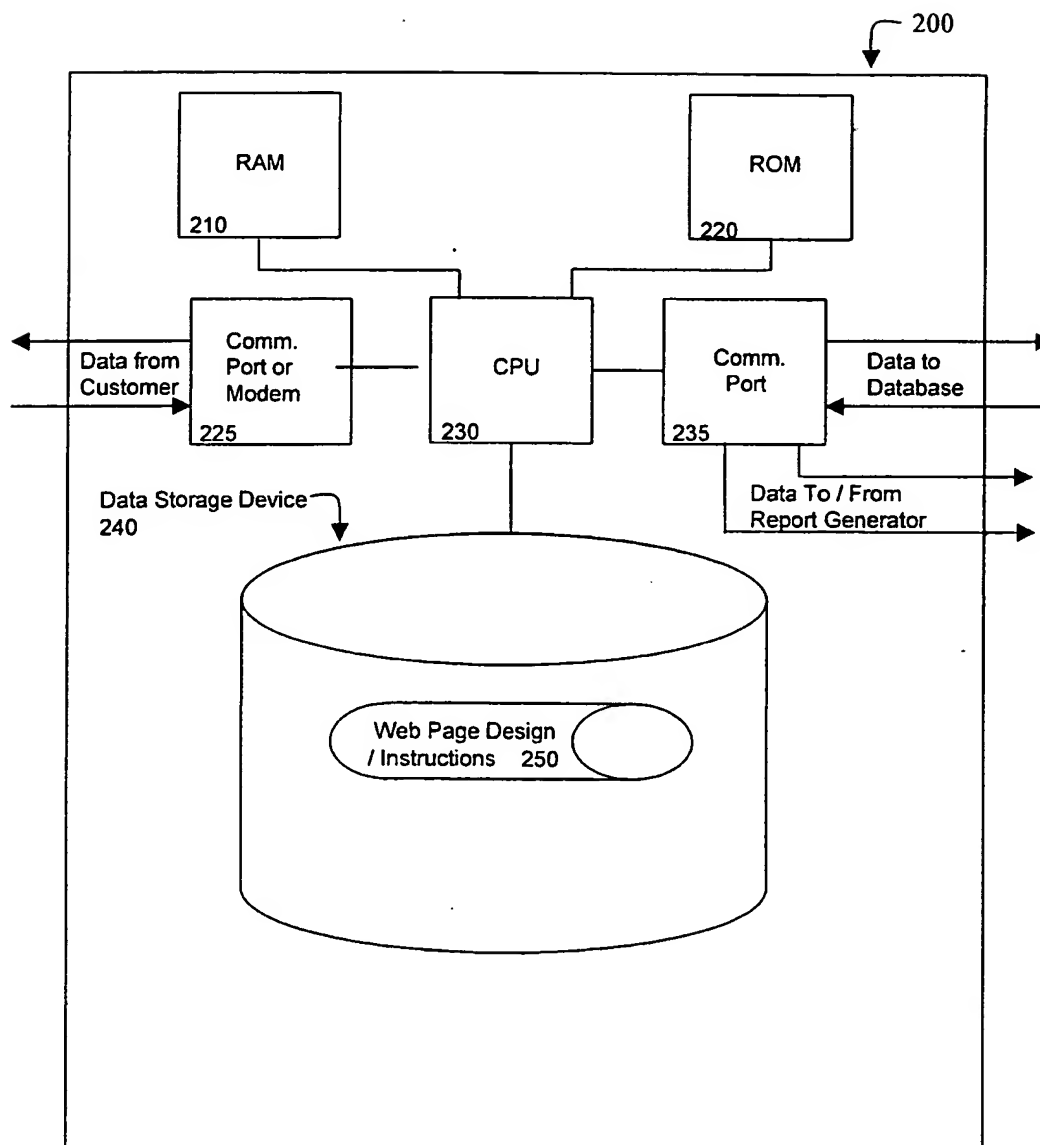 200
RAM
210
ROM
220
Data from
Customer
Comm.
Port or
Modem
225
CPU
230
Comm.
Port
235
Data to
Database
Data To / From
Report Generator
Data Storage Device
240
Web Page Design
/ Instructions 250